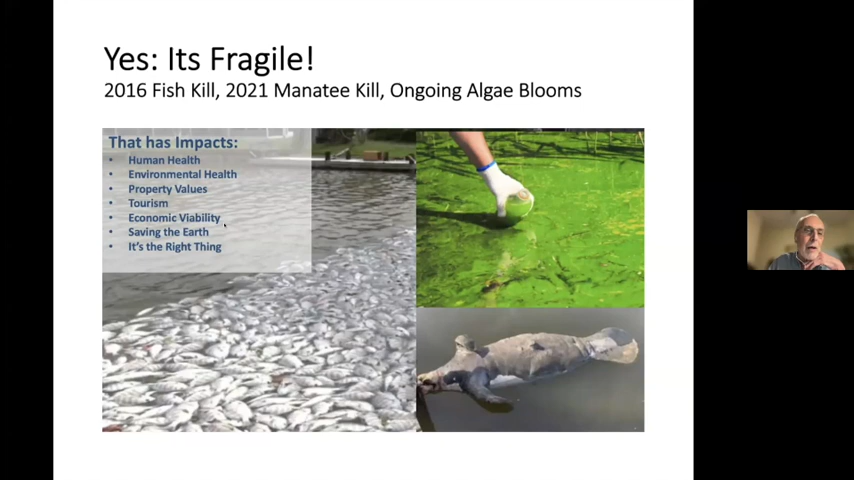 Yes: Its Fragile!
2016 Fish Kill, 2021 Manatee Kill, Ongoing Algae Blooms
That has Impacts:
• Human Health
• Environmental Health
• Property Values
• Tourism
• Economic Viability
• Saving the Earth
• It's the Right Thing